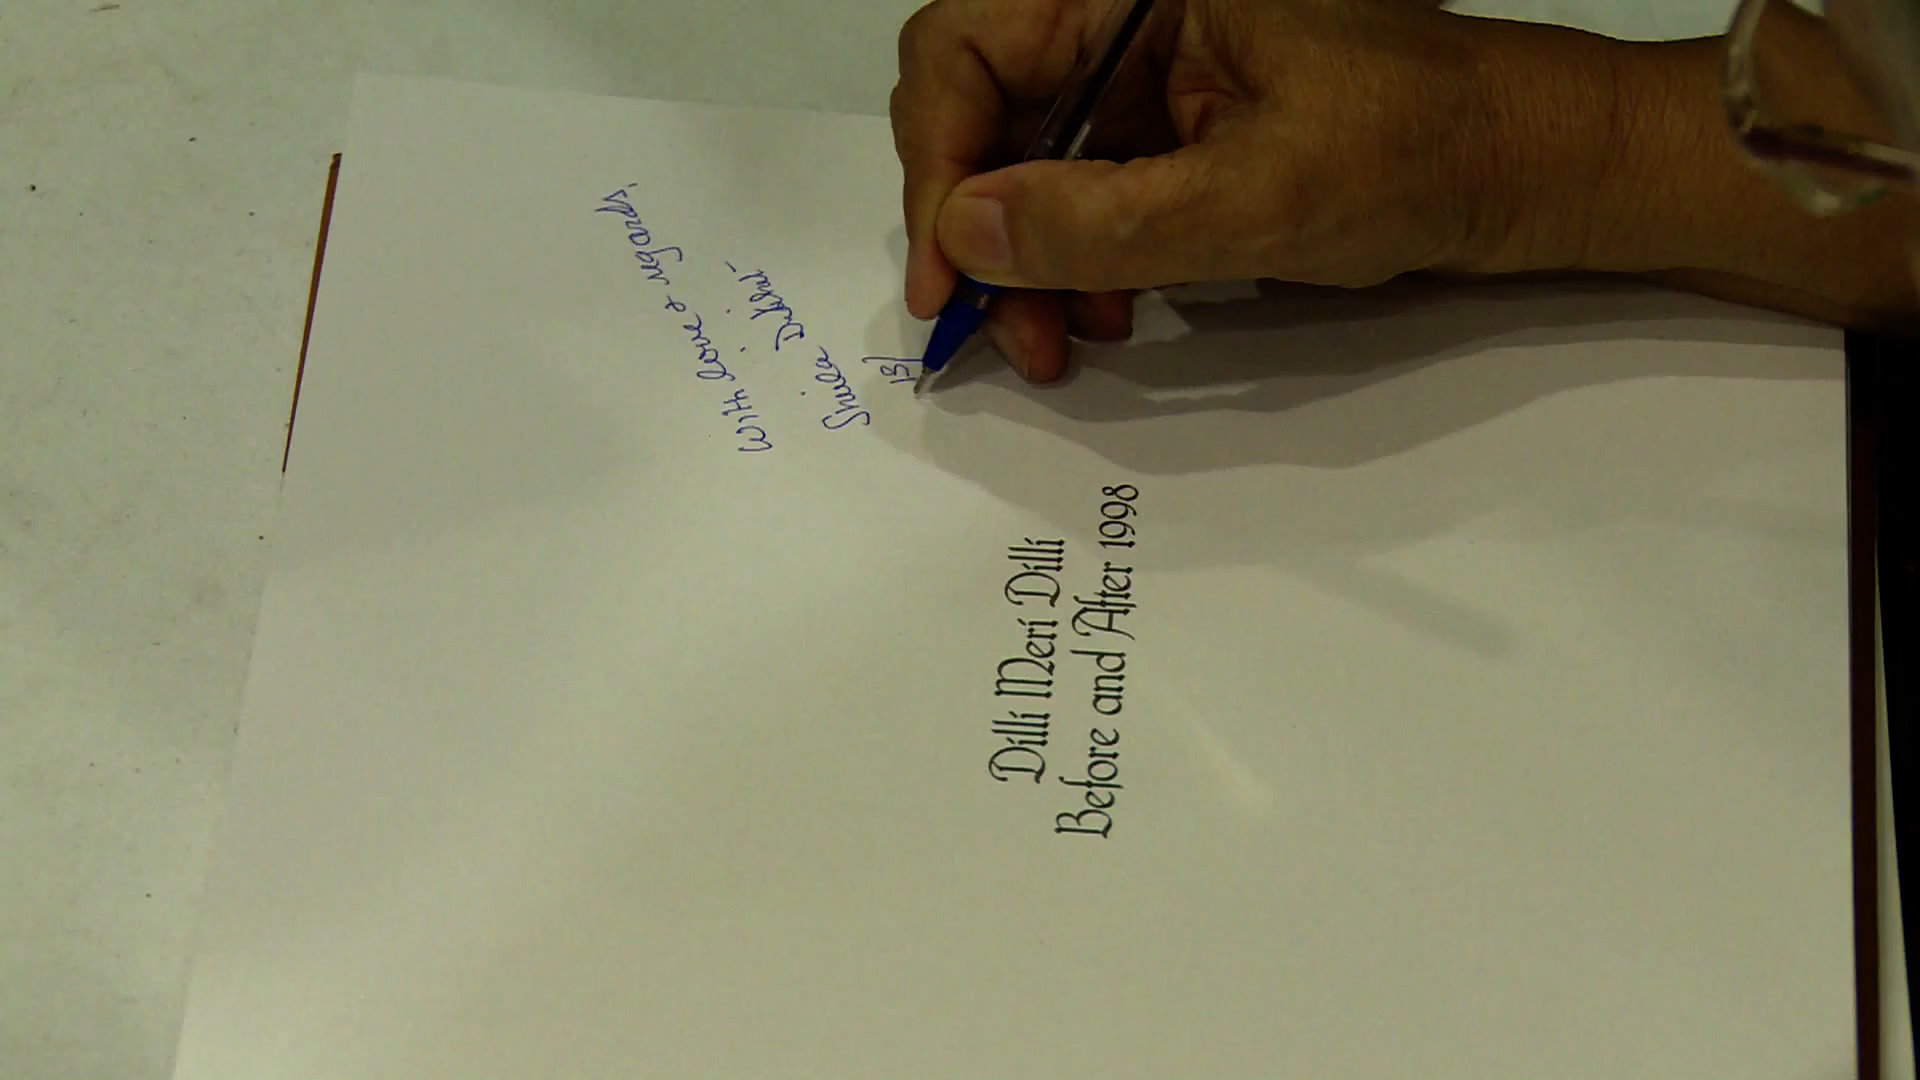 With love & regards.
Sheila Dikshit
13/
Dilli Meri Dilli
Before and After 1998